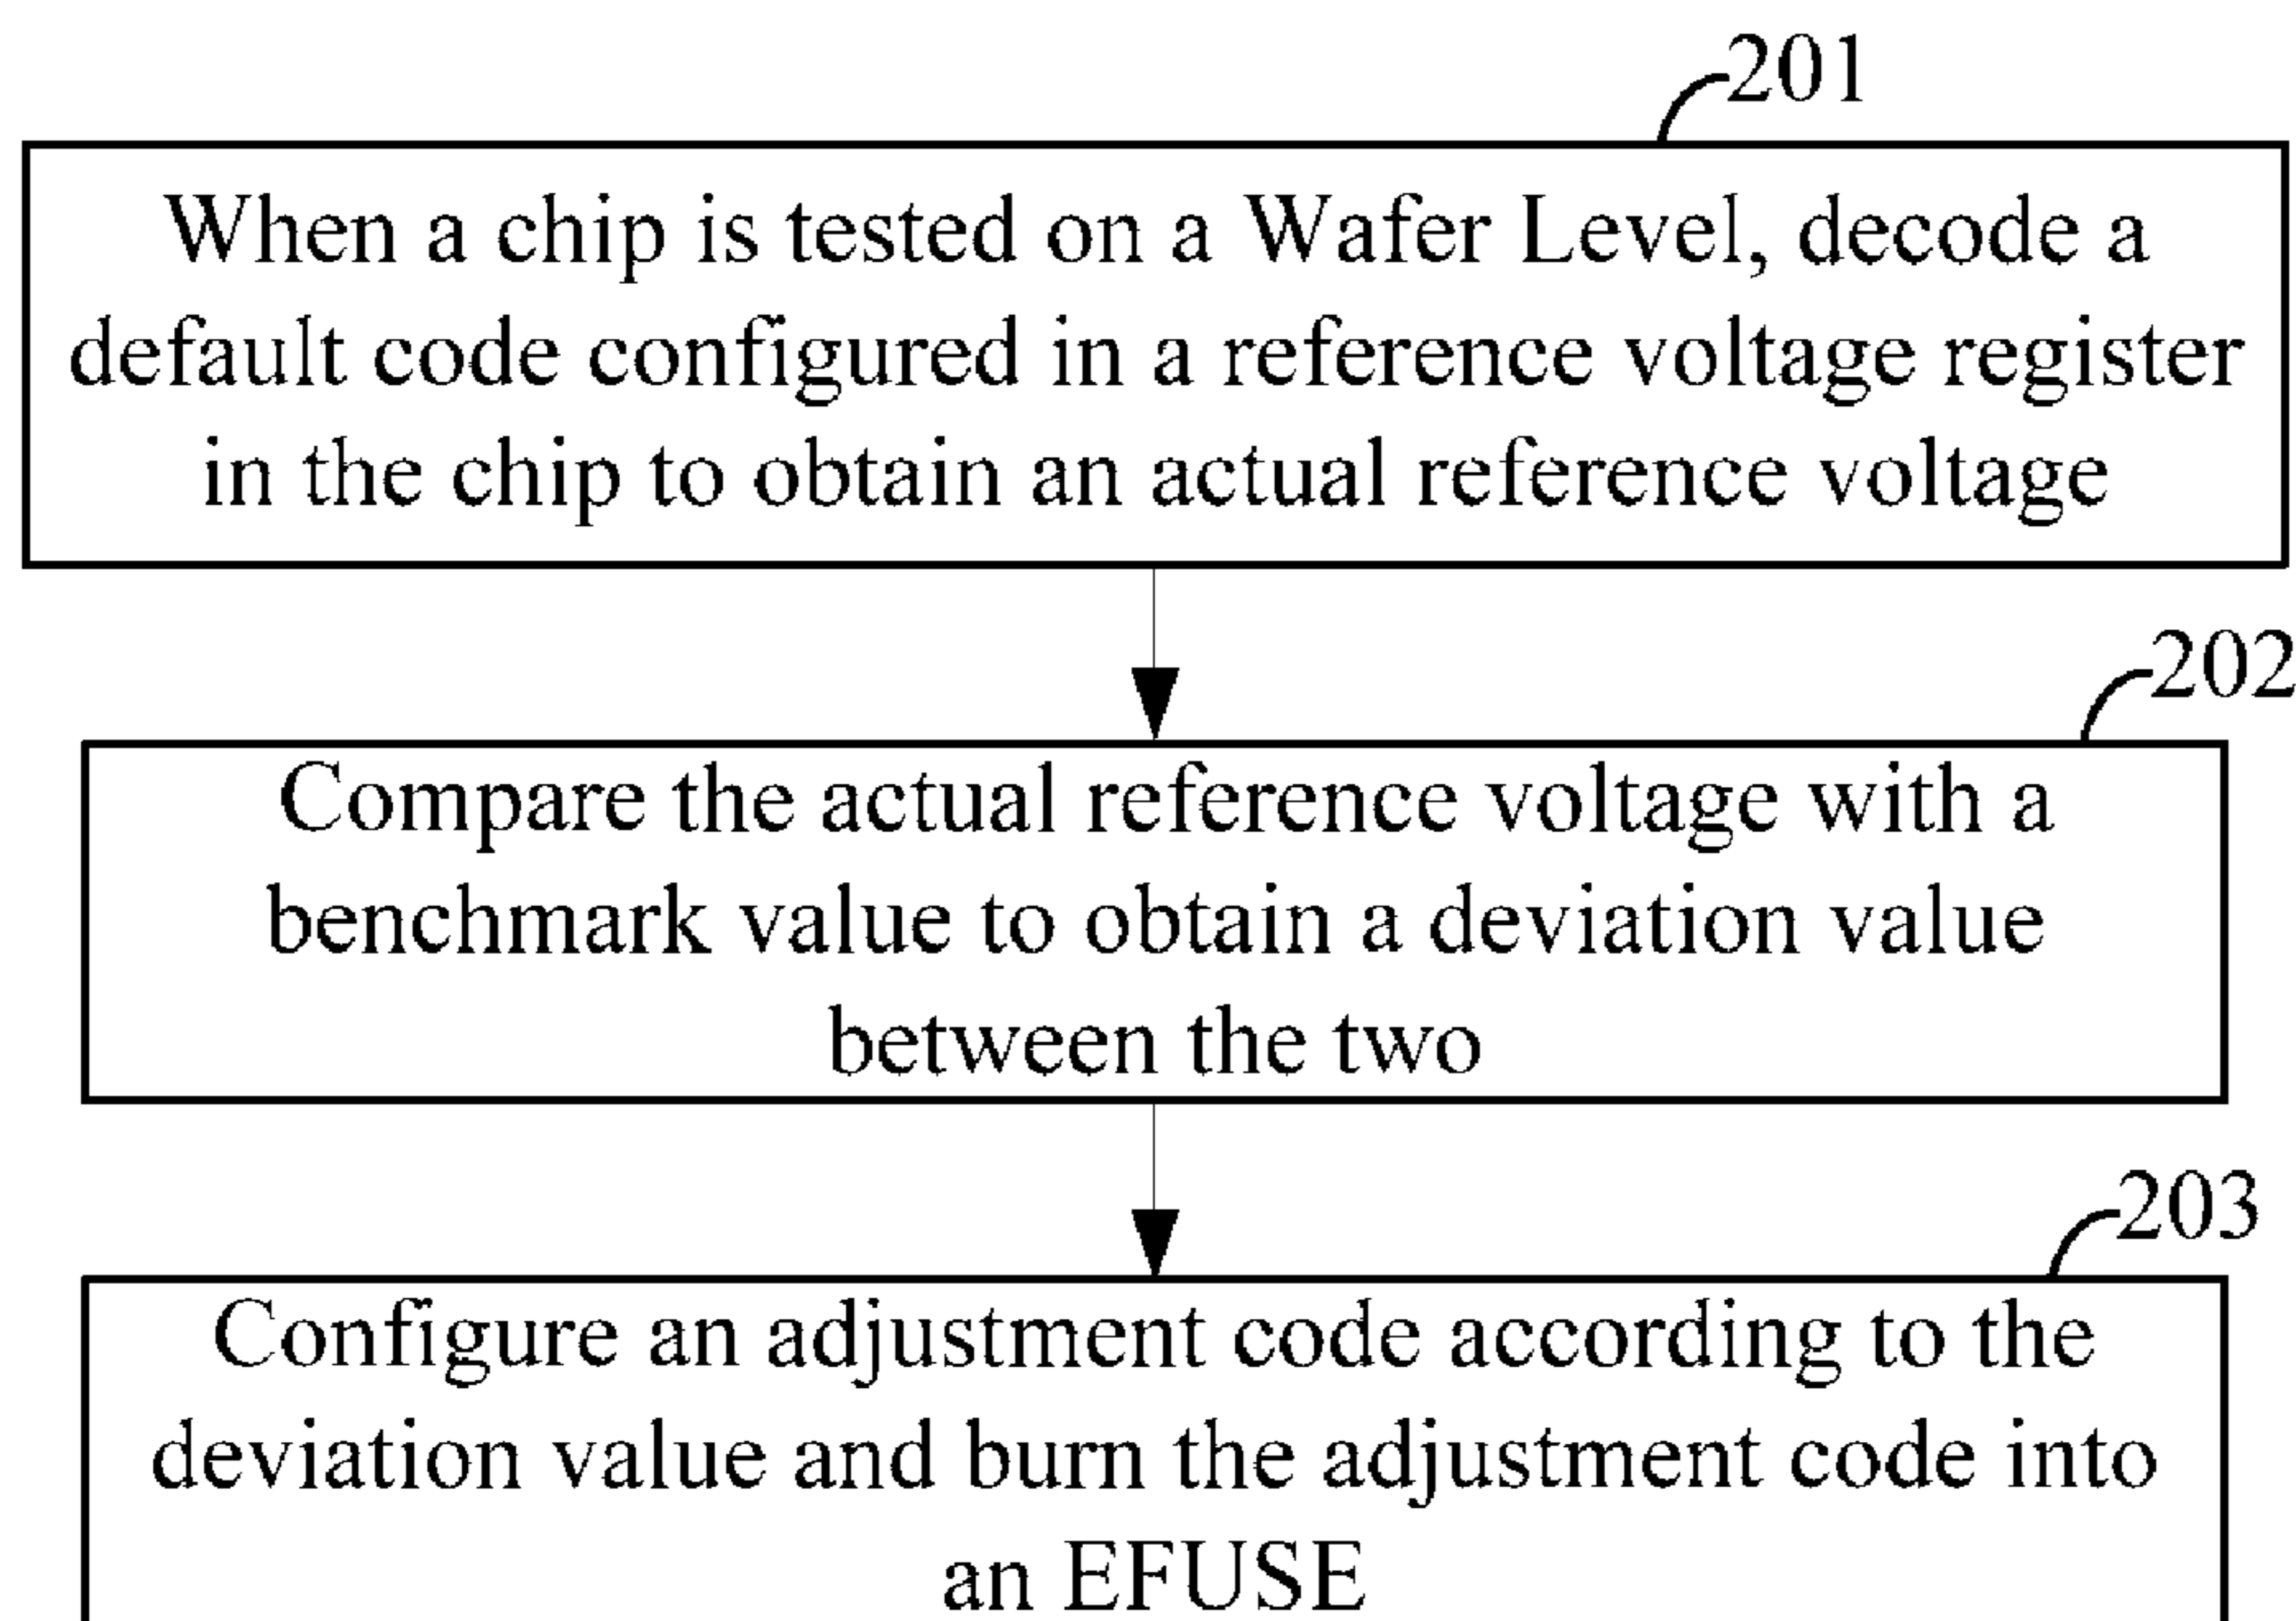 201
When a chip is tested on a Wafer Level, decode a
default code configured in a reference voltage register
in the chip to obtain an actual reference voltage
202
Compare the actual reference voltage with a
benchmark value to obtain a deviation value
between the two
203
Configure an adjustment code according to the
deviation value and burn the adjustment code into
an EFUSE